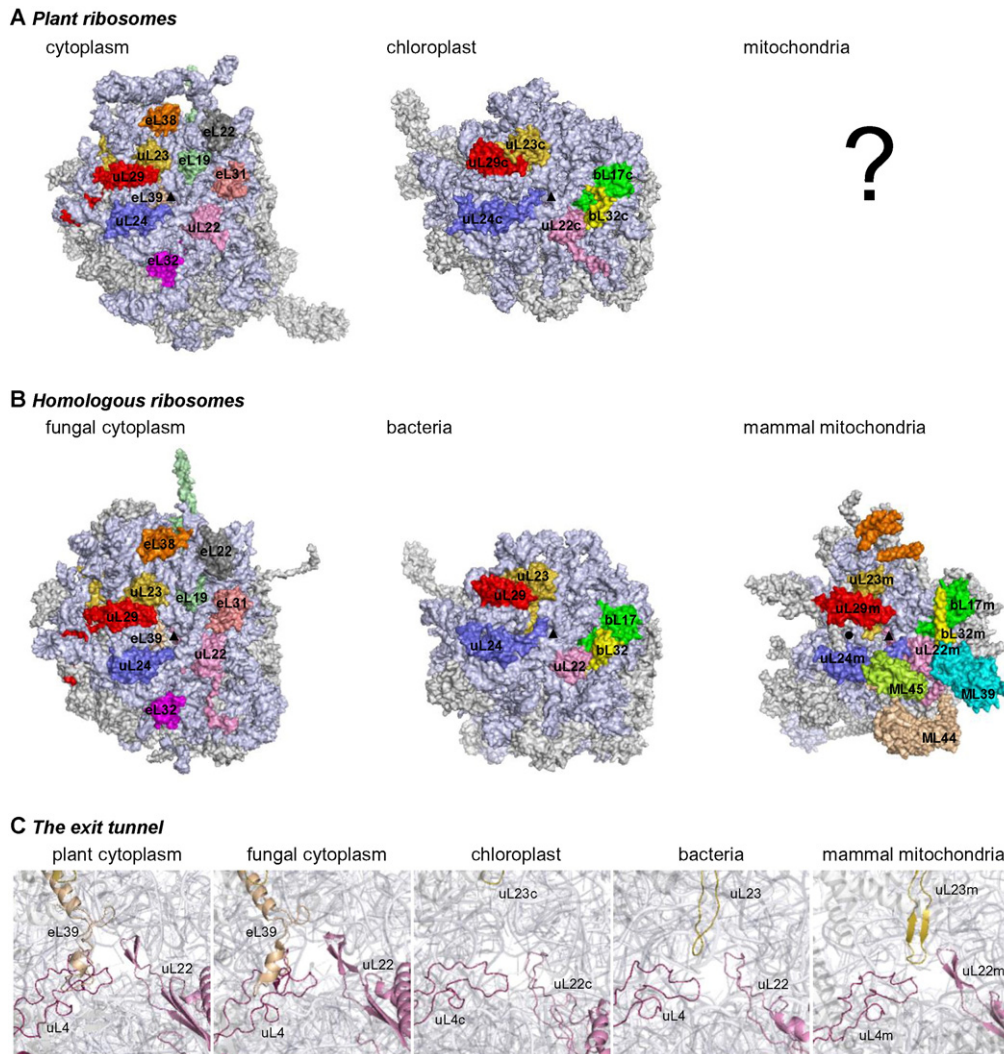 A Plant ribosomes
cytoplasm chloroplast mitochondria
eL38
eL22
uL23
eL19
uL29
eL31
eL39
uL24
uL22
eL32
uL23c
uL29c
bL17c
uL24c
bL32c
uL22c
?
B Homologous ribosomes
fungal cytoplasm bacteria mammal mitochondria
eL38
eL22
uL23
eL19
uL29
eL31
eL39
uL22
uL24
eL32
uL23
uL29
bL17
uL24
bL32
uL22
uL23m
uL29m
bL17m
bL32m
uL22m
uL24m
ML45
ML39
ML44
C The exit tunnel
plant cytoplasm fungal cytoplasm chloroplast bacteria mammal mitochondria
eL39
uL22
uL4
eL39
uL22
uL4
uL23c
uL22c
uL4c
uL23
uL22
uL4
uL23m
uL22m
uL4m